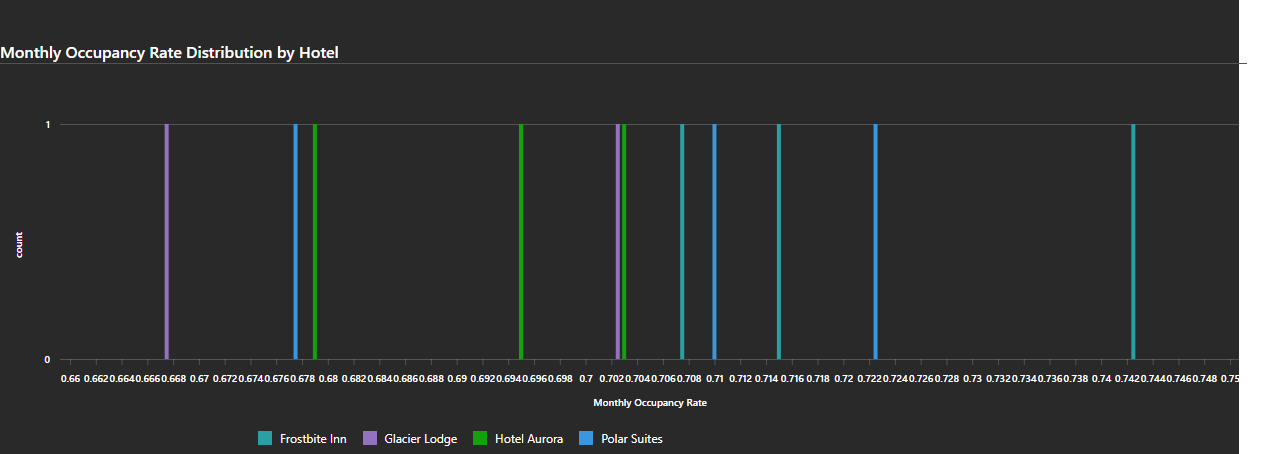 Monthly Occupancy Rate Distribution by Hotel
1
count
0
0.66 0.662 0.664 0.666 0.668 0.67 0.672 0.674 0.676 0.678 0.68 0.682 0.684 0.686 0.688 0.69 0.692 0.694 0.696 0.698 0.7 0.702 0.704 0.706 0.708 0.71 0.712 0.714 0.716 0.718 0.72 0.722 0.724 0.726 0.728 0.73 0.732 0.734 0.736 0.738 0.74 0.742 0.744 0.746 0.748 0.75
Monthly Occupancy Rate
Frostbite Inn Glacier Lodge Hotel Aurora Polar Suites